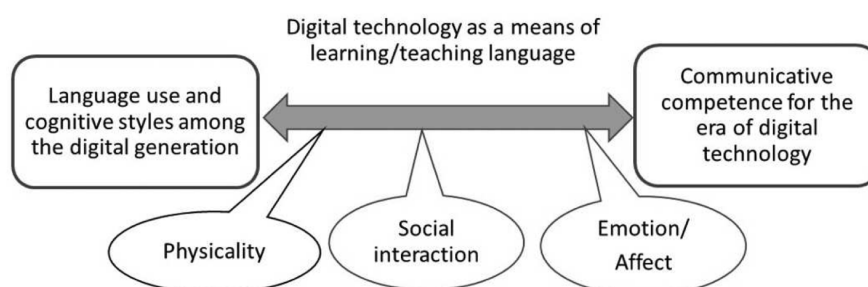 Digital technology as a means of
learning/teaching language
Language use and
cognitive styles among
the digital generation
Communicative
competence for the
era of digital
technology
Physicality
Social
interaction
Emotion/
Affect